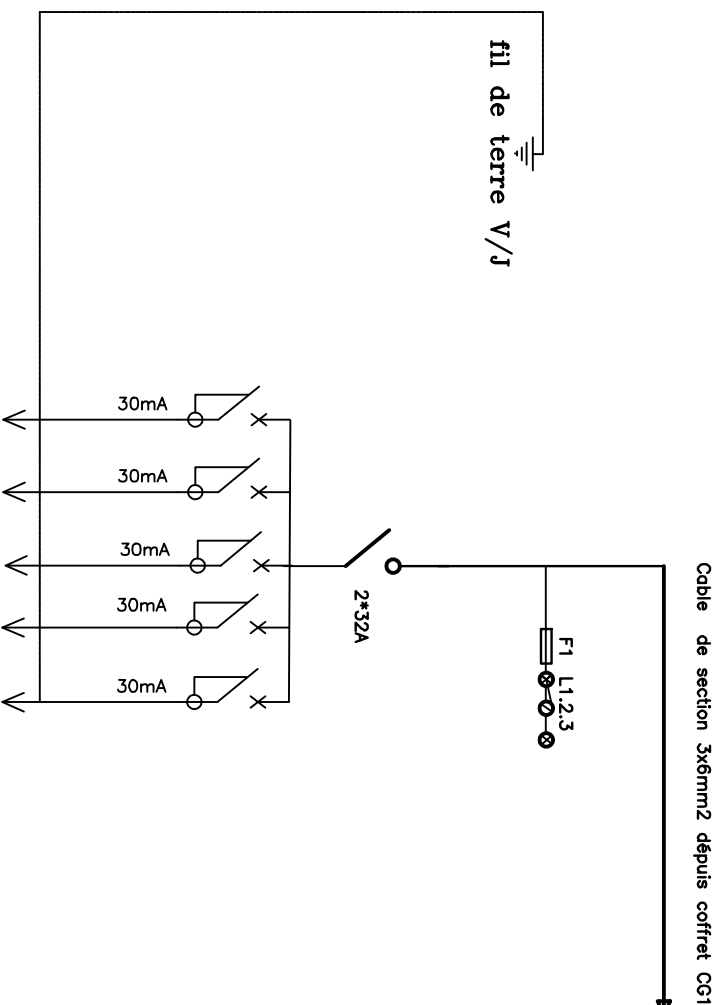 Cable de section 3x6mm2 dépuis coffret CG1
fil de terre V/J
F1
L1.2.3
2*32A
30mA
30mA
30mA
30mA
30mA